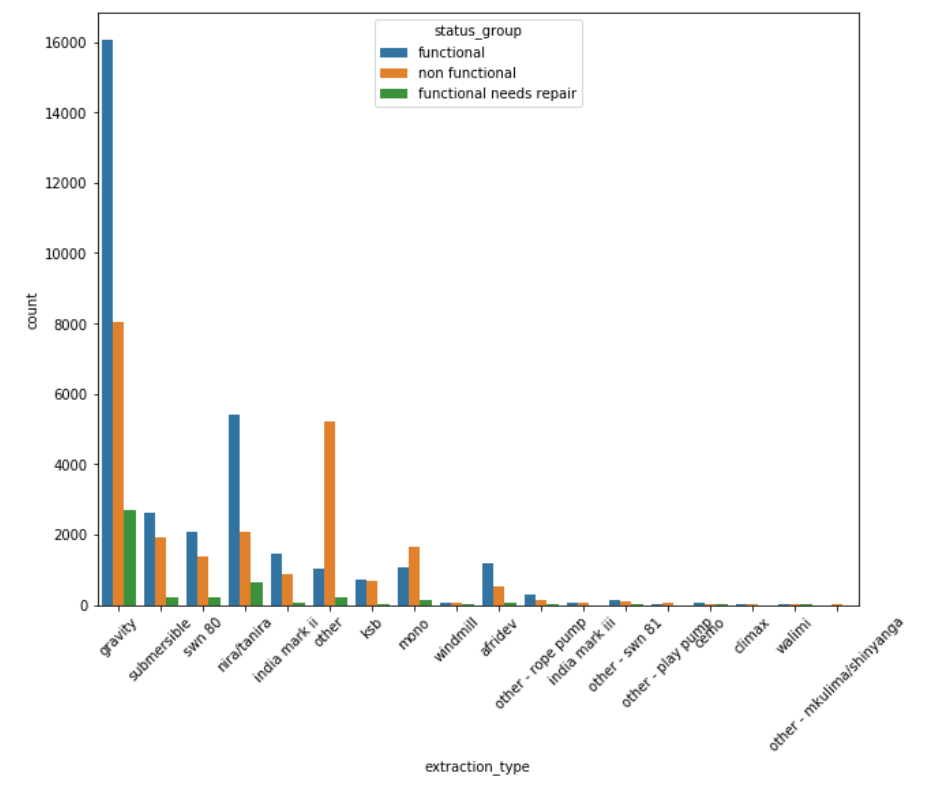 status_group
functional
non functional
functional needs repair
16000
14000
12000
10000
8000
6000
4000
2000
0
count
gravity
submersible
swn 80
nira/tanira
india mark ii
other
ksb
mono
windmill
afridev
other - rope pump
india mark iii
other - swn 81
other - play pump
cemo
climax
walimi
other - mkulima/shinyanga
extraction_type